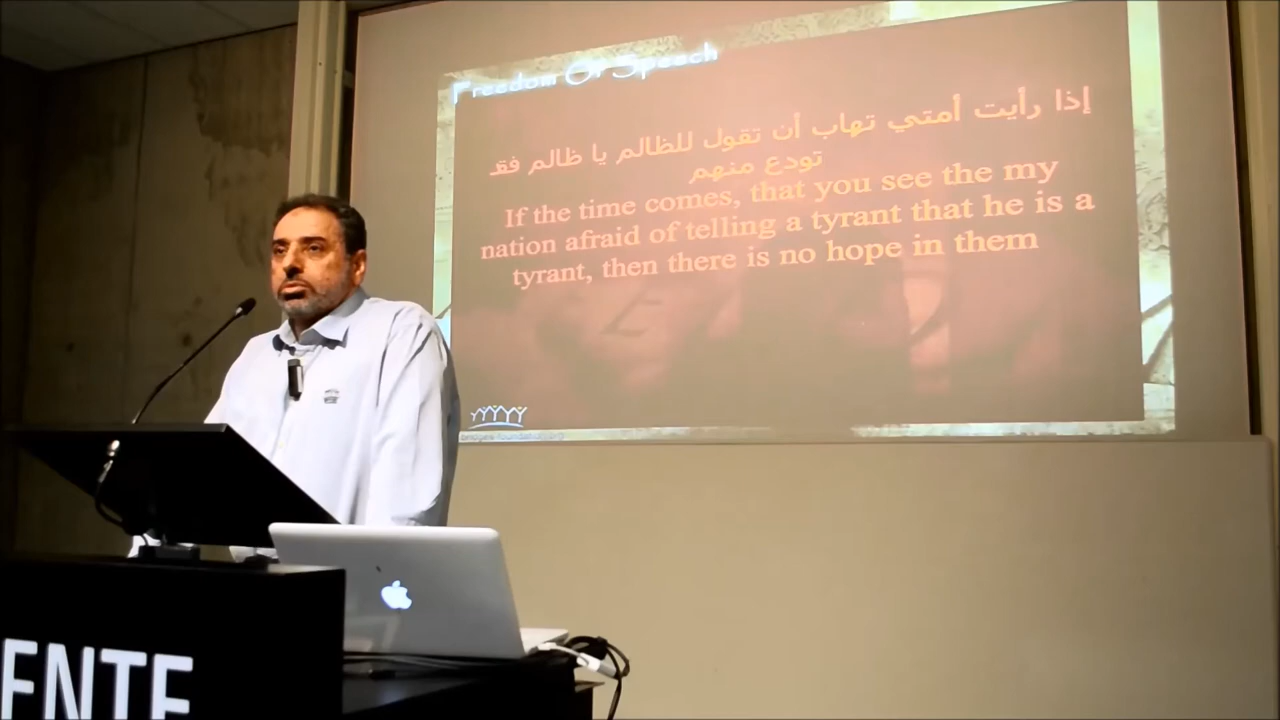 Freedom Of Speech
إذا رأيت أمتي تهاب أن تقول للظالم يا ظالم فقـ
تودع منهم
If the time comes, that you see the my
nation afraid of telling a tyrant that he is a
tyrant, then there is no hope in them
ENTE